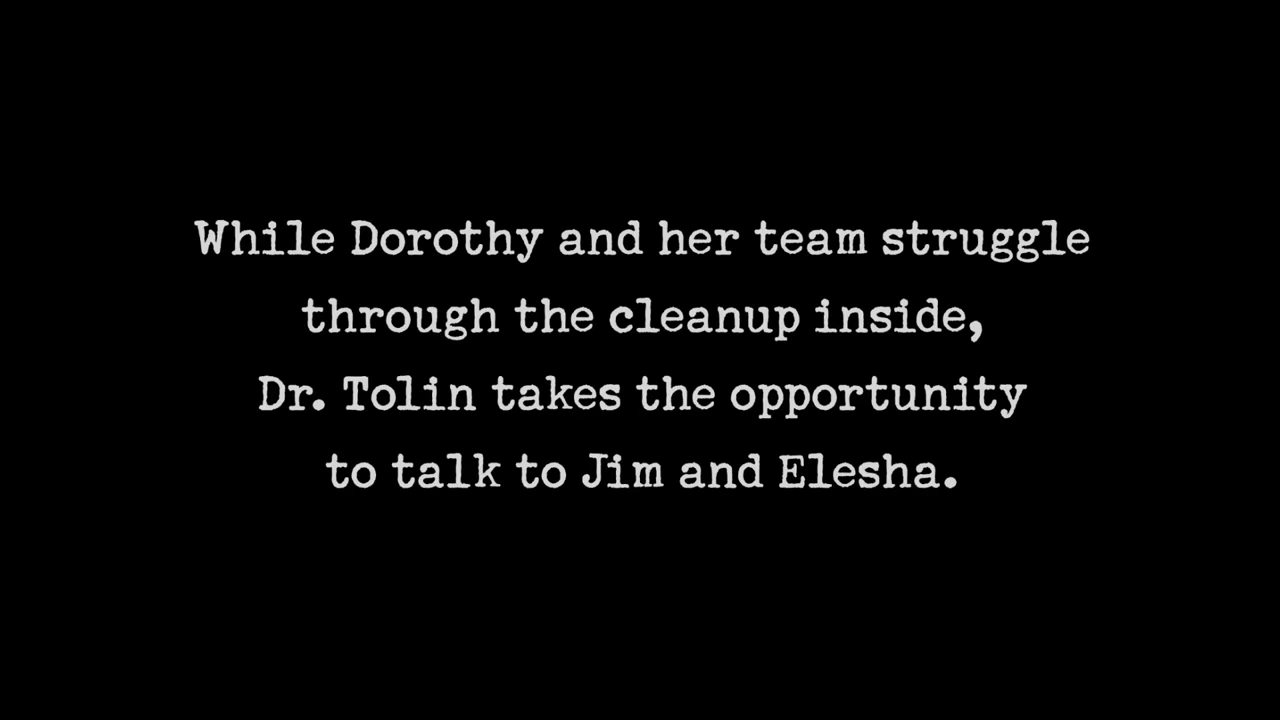 While Dorothy and her team struggle
through the cleanup inside,
Dr. Tolin takes the opportunity
to talk to Jim and Elesha.